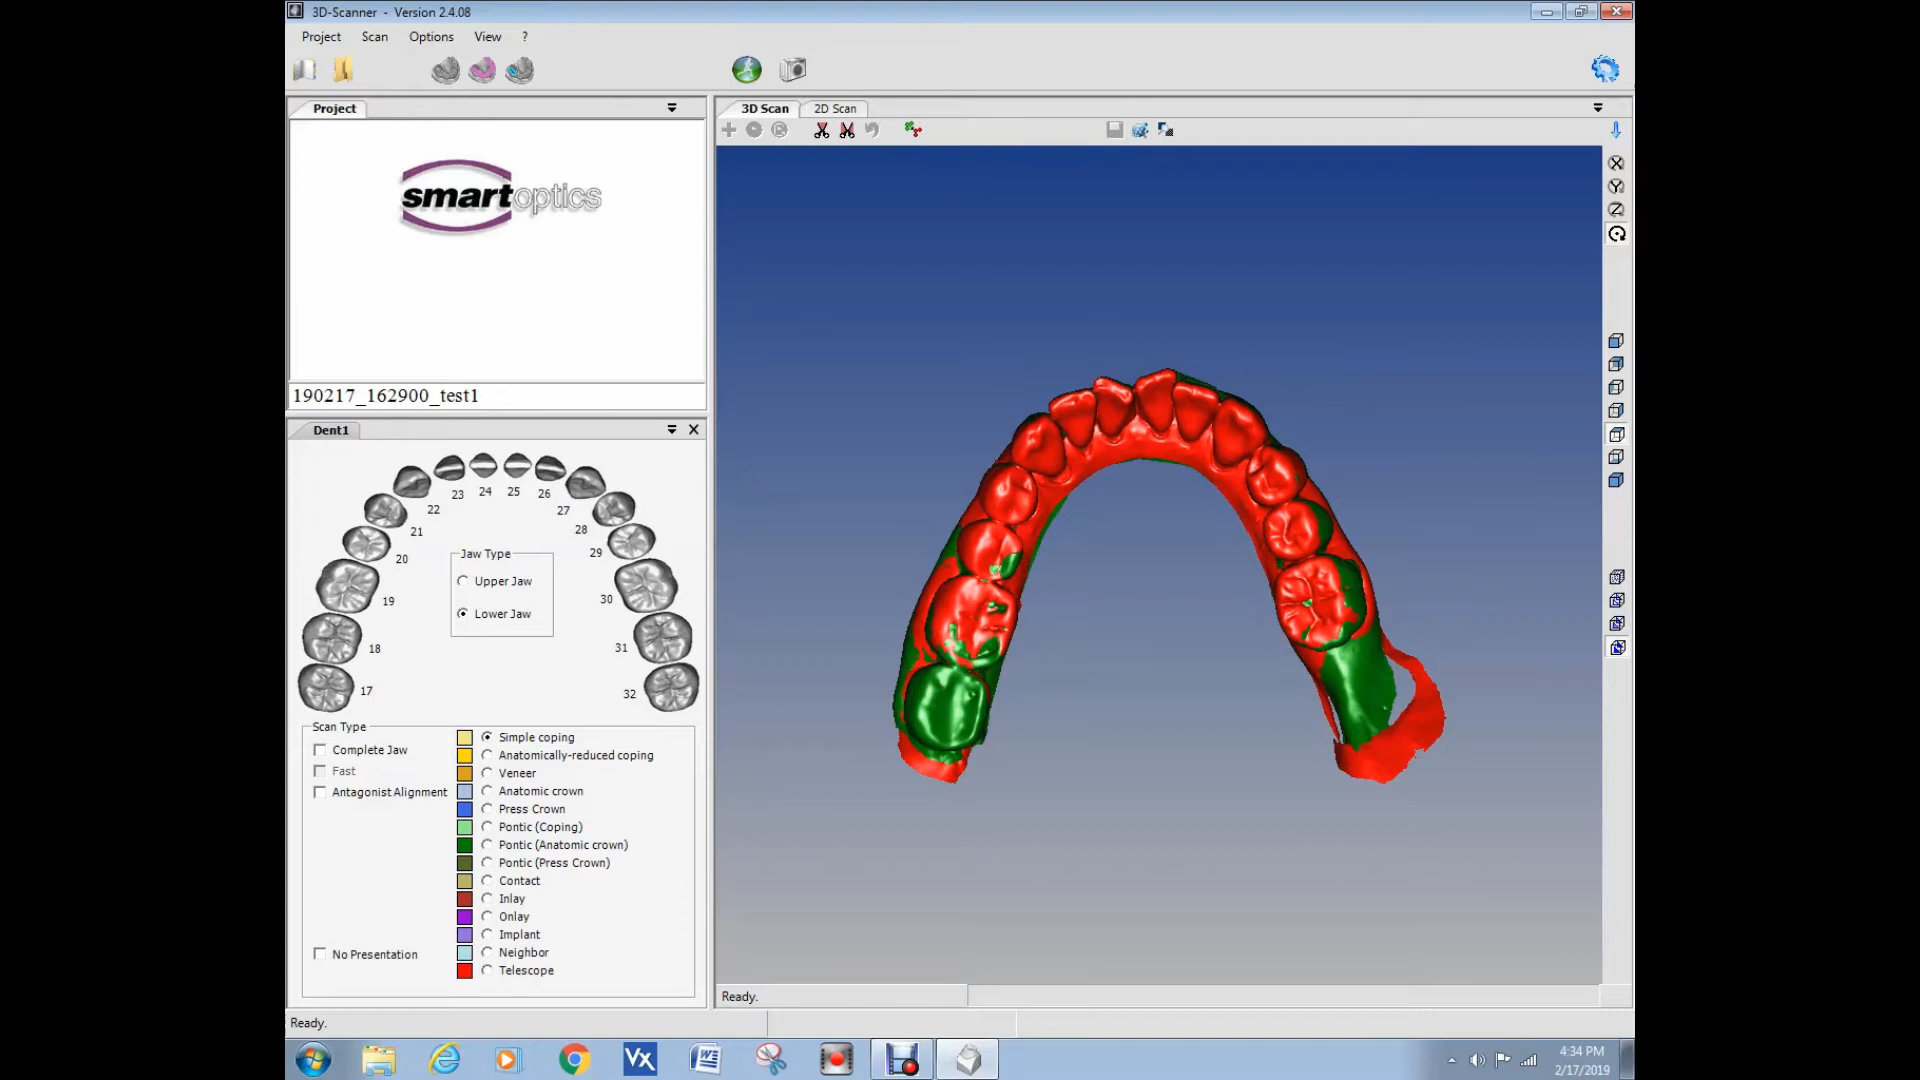 3D-Scanner - Version 2.4.08
Project Scan Options View ?
Project
smartoptics
190217_162900_test1
Dent1
23 24 25 26
22 27
21 28
20 29
19 30
18 31
17 32
Jaw Type
Upper Jaw
Lower Jaw
Scan Type
Complete Jaw
Fast
Antagonist Alignment
No Presentation
Simple coping
Anatomically-reduced coping
Veneer
Anatomic crown
Press Crown
Pontic (Coping)
Pontic (Anatomic crown)
Pontic (Press Crown)
Contact
Inlay
Onlay
Implant
Neighbor
Telescope
3D Scan 2D Scan
X
Y
Z
Ready.
Ready.
VX
W
4:34 PM
2/17/2019